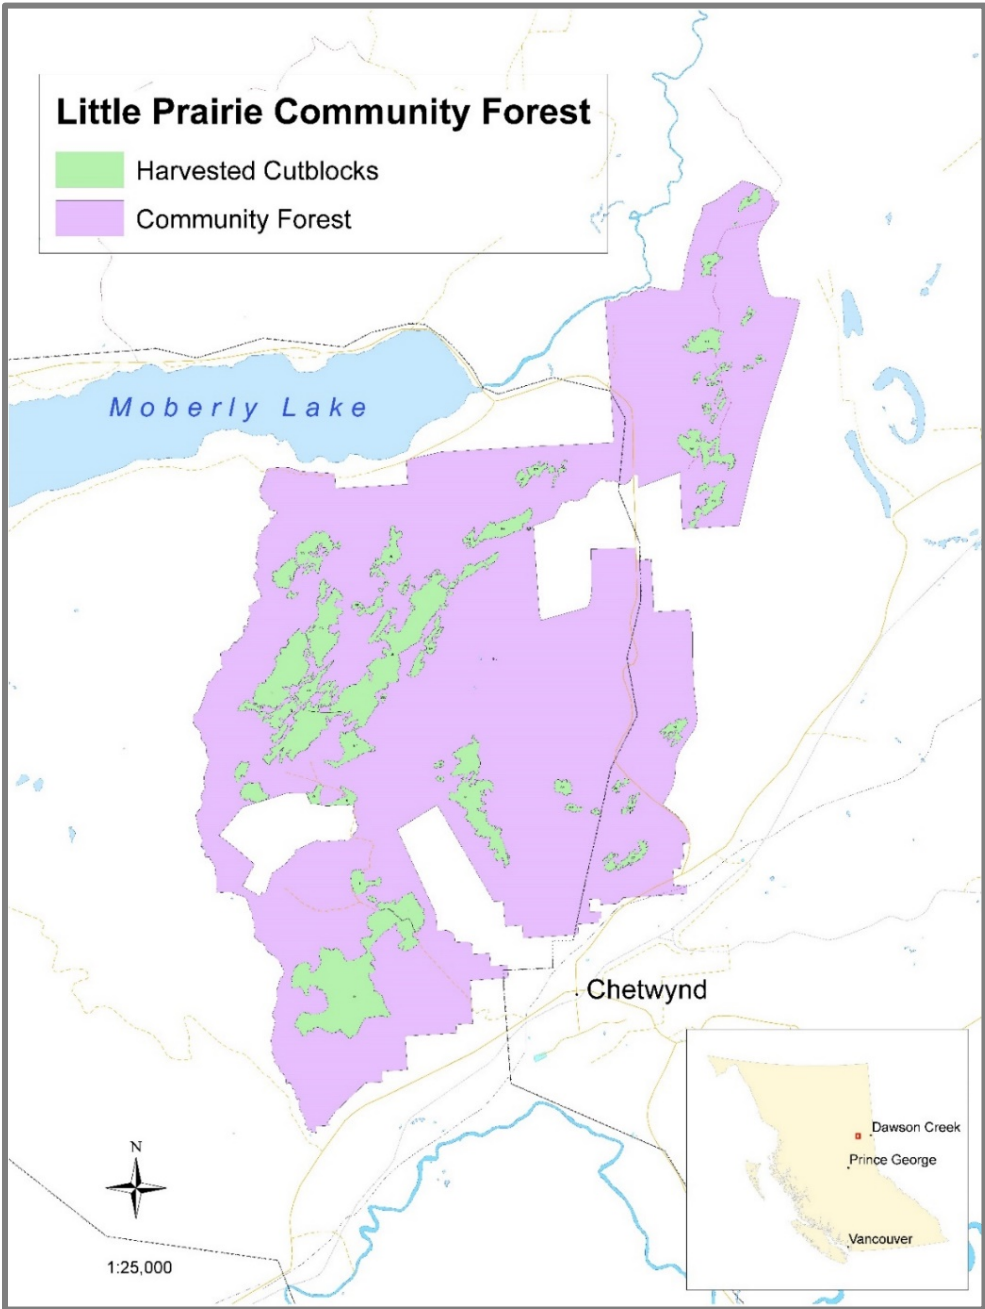 Little Prairie Community Forest
Harvested Cutblocks
Community Forest
Moberly Lake
Chetwynd
Dawson Creek
Prince George
Vancouver
N
1:25,000